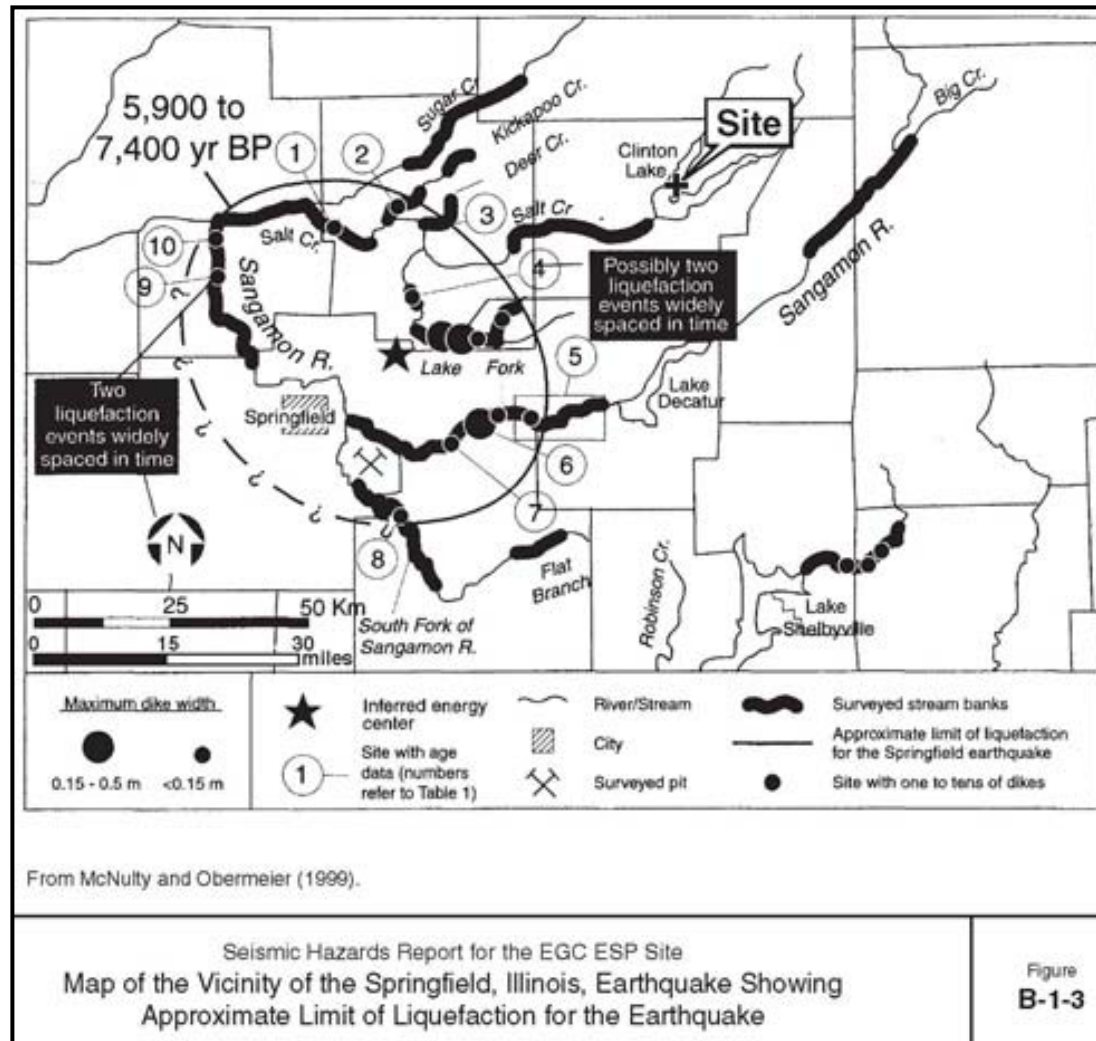 5,900 to
7,400 yr BP
1
2
Sugar Cr
Kickapoo Cr.
Deer Cr.
Site
Clinton
Lake
Big Cr.
3
Salt Cr
Salt Cr.
10
9
4
Possibly two
liquefaction
events widely
spaced in time
Sangamon R.
Sangamon R.
?
Two
liquefaction
events widely
spaced in time
Lake Fork
5
Lake
Decatur
Springfield
?
6
?
7
?
?
8
N
Flat
Branch
Robinson Cr.
Lake
Shelbyville
South Fork of
Sangamon R.
0 25 50 Km
0 15 30
miles
Maximum dike width
0.15 - 0.5 m <0.15 m
Inferred energy
center
1
Site with age
data (numbers
refer to Table 1)
River/Stream
City
Surveyed pit
Surveyed stream banks
Approximate limit of liquefaction
for the Springfield earthquake
Site with one to tens of dikes
From McNulty and Obermeier (1999).
Seismic Hazards Report for the EGC ESP Site
Map of the Vicinity of the Springfield, Illinois, Earthquake Showing
Approximate Limit of Liquefaction for the Earthquake
Figure
B-1-3